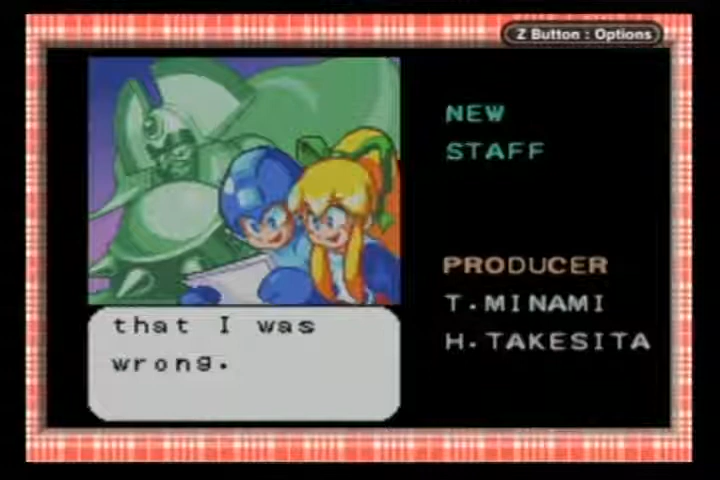 Z Button : Options
NEW
STAFF
PRODUCER
T.MINAMI
H.TAKESITA
that I was
wrong.